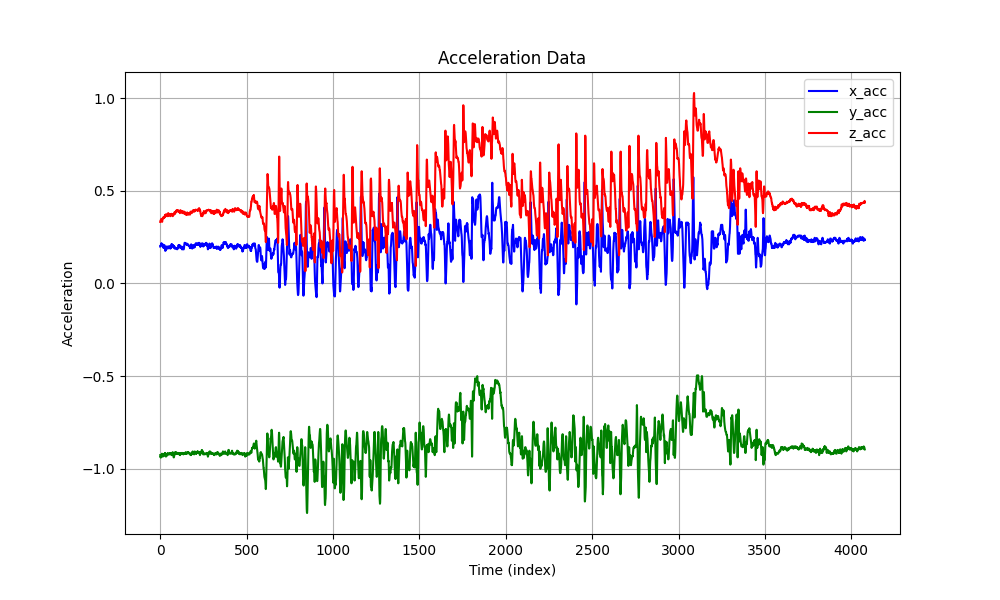 Acceleration Data
x_acc
y_acc
z_acc
Acceleration
1.0
0.5
0.0
−0.5
−1.0
0 500 1000 1500 2000 2500 3000 3500 4000
Time (index)